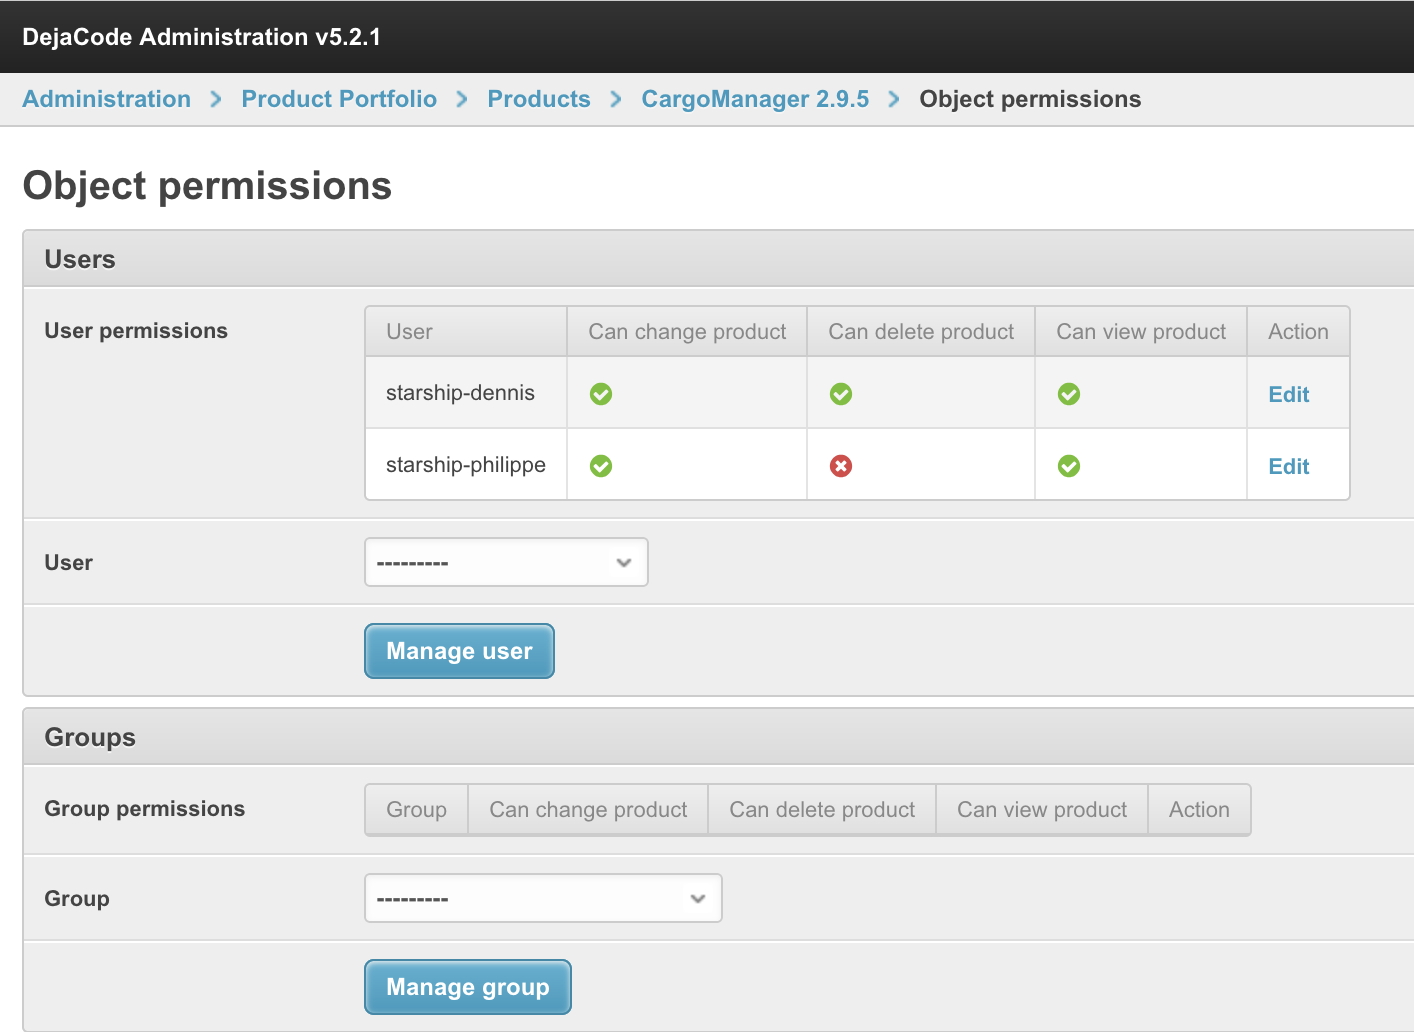 DejaCode Administration v5.2.1
Administration Product Portfolio Products CargoManager 2.9.5 Object permissions
Object permissions
Users
User permissions
User Can change product Can delete product Can view product Action
starship-dennis Edit
starship-philippe Edit
User ---------
Manage user
Groups
Group permissions Group Can change product Can delete product Can view product Action
Group ---------
Manage group